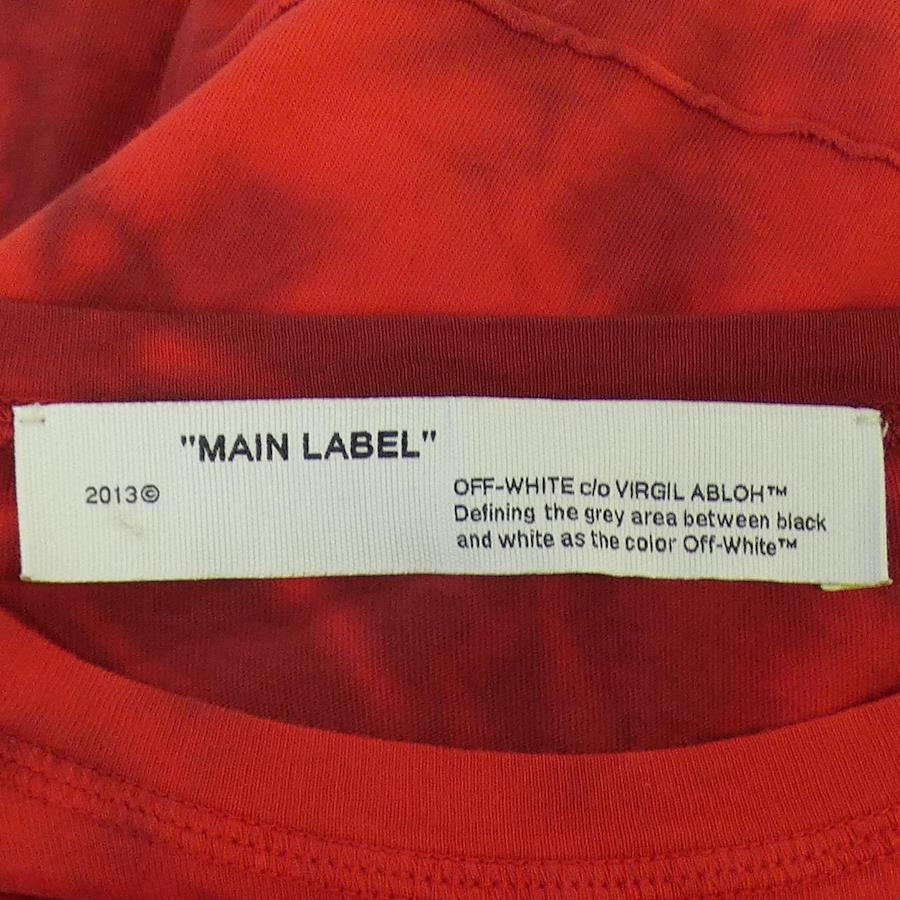 "MAIN LABEL"
2013©
OFF-WHITE c/o VIRGIL ABLOH™
Defining the grey area between black
and white as the color Off-White™